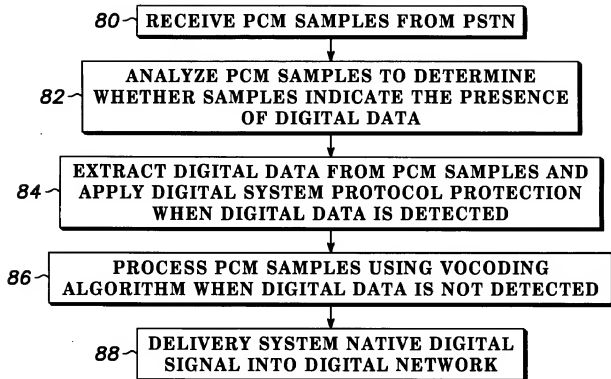 80 RECEIVE PCM SAMPLES FROM PSTN
82 ANALYZE PCM SAMPLES TO DETERMINE
WHETHER SAMPLES INDICATE THE PRESENCE
OF DIGITAL DATA
84 EXTRACT DIGITAL DATA FROM PCM SAMPLES AND
APPLY DIGITAL SYSTEM PROTOCOL PROTECTION
WHEN DIGITAL DATA IS DETECTED
86 PROCESS PCM SAMPLES USING VOCODING
ALGORITHM WHEN DIGITAL DATA IS NOT DETECTED
88 DELIVERY SYSTEM NATIVE DIGITAL
SIGNAL INTO DIGITAL NETWORK